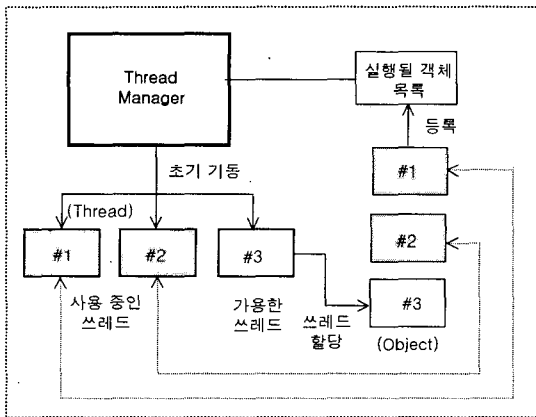 Thread
Manager
실행될 객체
목록
등록
초기 기동
#1
(Thread)
#1
#2
#3
#2
사용 중인
쓰레드
가용한
쓰레드
쓰레드
할당
#3
(Object)